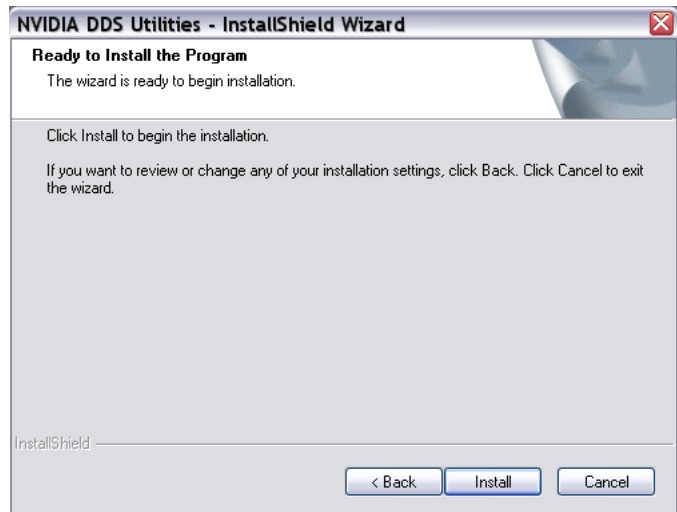 NVIDIA DDS Utilities - InstallShield Wizard
Ready to Install the Program
The wizard is ready to begin installation.
Click Install to begin the installation.
If you want to review or change any of your installation settings, click Back. Click Cancel to exit
the wizard.
InstallShield
< Back Install Cancel